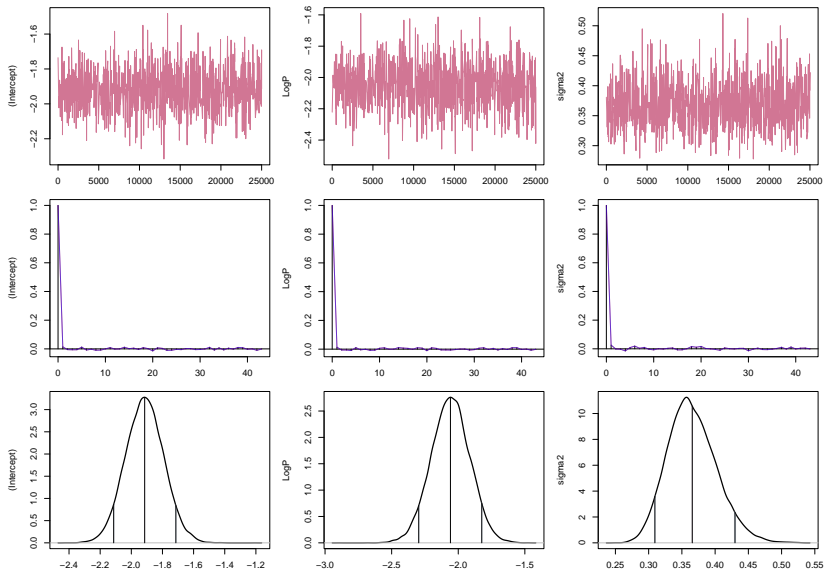 (Intercept)
−2.2 −2.0 −1.8 −1.6
0 5000 10000 15000 20000 25000
LogP
−2.4 −2.2 −2.0 −1.8 −1.6
0 5000 10000 15000 20000 25000
sigma2
0.30 0.35 0.40 0.45 0.50
0 5000 10000 15000 20000 25000
(Intercept)
0.0 0.2 0.4 0.6 0.8 1.0
0 10 20 30 40
LogP
0.0 0.2 0.4 0.6 0.8 1.0
0 10 20 30 40
sigma2
0.0 0.2 0.4 0.6 0.8 1.0
0 10 20 30 40
(Intercept)
0.0 0.5 1.0 1.5 2.0 2.5 3.0
−2.4 −2.2 −2.0 −1.8 −1.6 −1.4 −1.2
LogP
0.0 0.5 1.0 1.5 2.0 2.5
−3.0 −2.5 −2.0 −1.5
sigma2
0 2 4 6 8 10
0.25 0.30 0.35 0.40 0.45 0.50 0.55